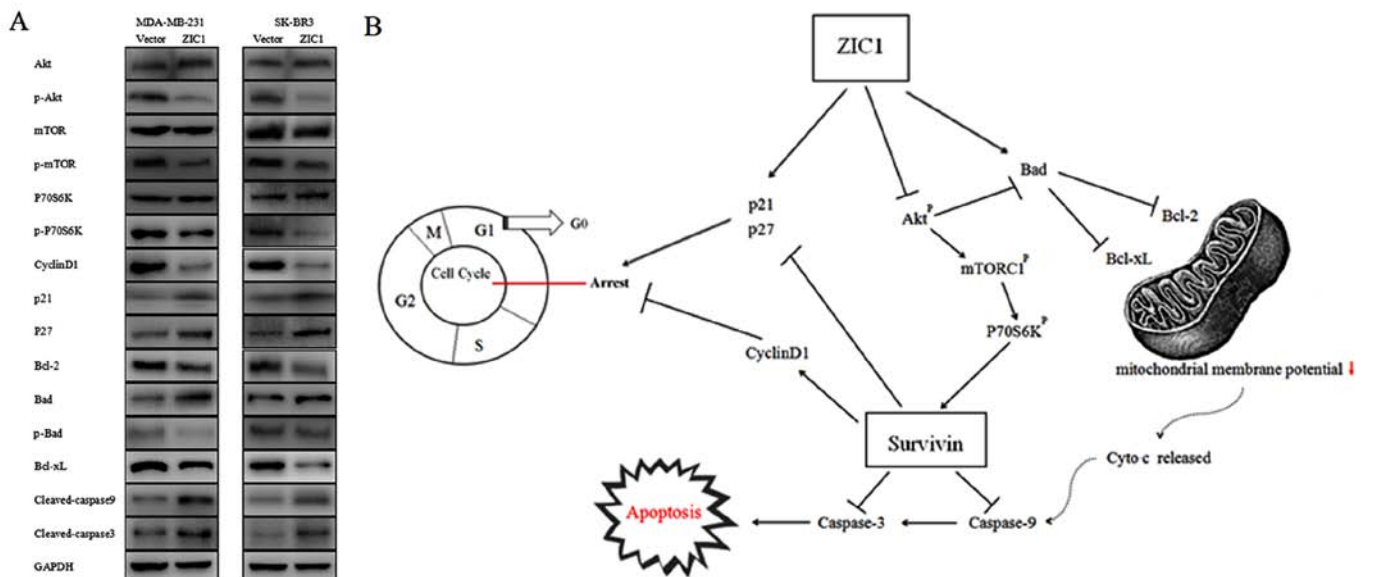 A
MDA-MB-231 SK-BR3
Vector ZIC1 Vector ZIC1
Akt
p-Akt
mTOR
p-mTOR
P70S6K
p-P70S6K
CyclinD1
p21
P27
Bcl-2
Bad
p-Bad
Bcl-xL
Cleaved-caspase9
Cleaved-caspase3
GAPDH
B
ZIC1
Bad
p21
p27
Akt P
Bcl-2
Bcl-xL
mTORC1 P
P70S6K P
M
G1
G0
Cell Cycle
G2
S
Arrest
CyclinD1
mitochondrial membrane potential
Survivin
Cyto c released
Apoptosis
Caspase-3
Caspase-9